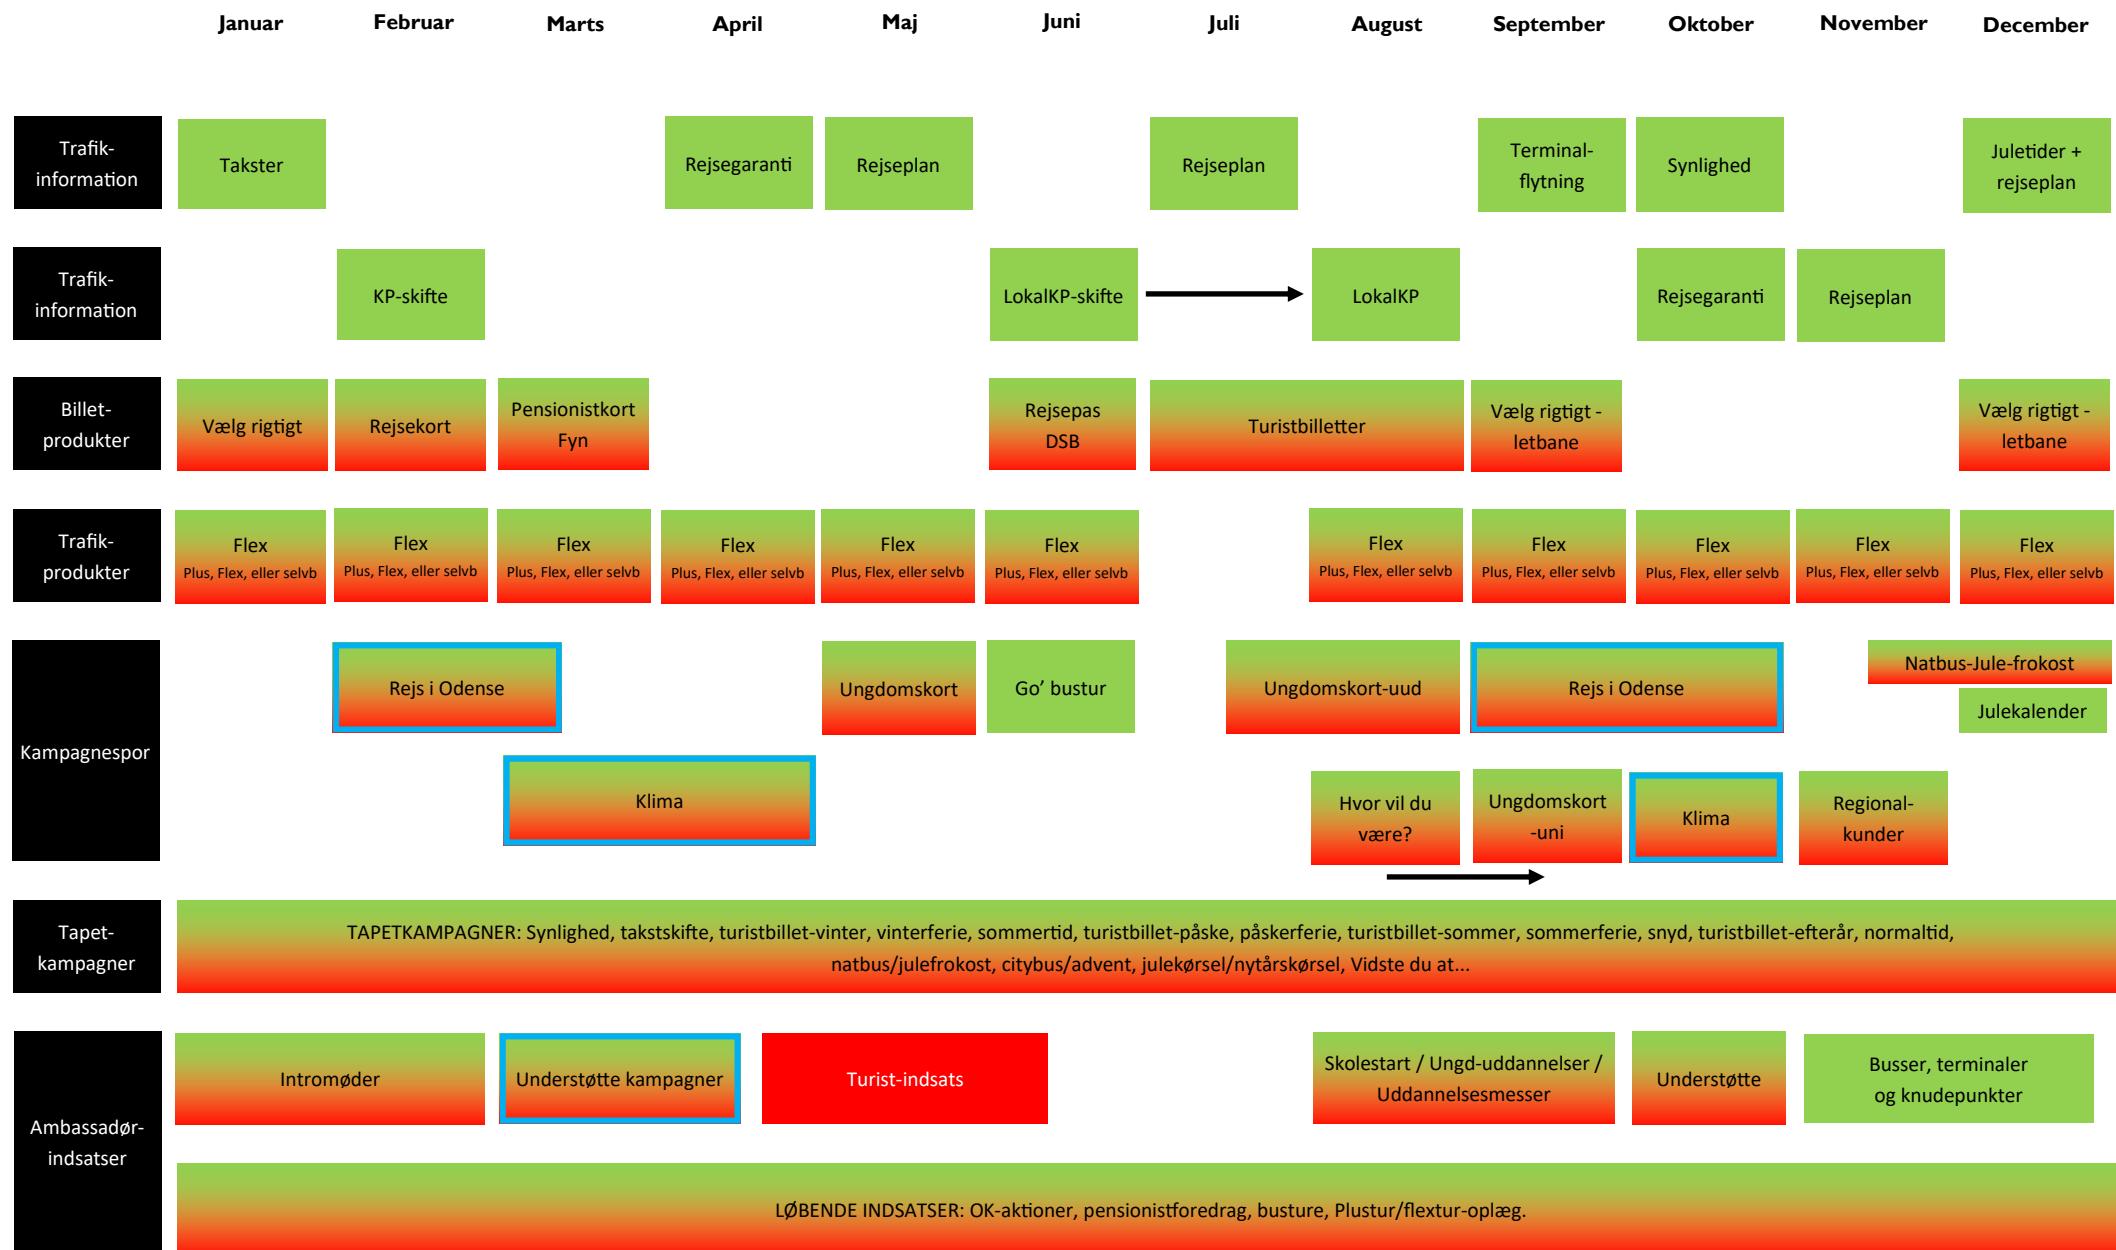 Januar Februar Marts April Maj Juni Juli August September Oktober November December
Trafik-
information
Takster
Rejsegaranti
Rejseplan
Rejseplan
Terminal-
flytning
Synlighed
Juletider +
rejseplan
Trafik-
information
KP-skifte
LokalKP-skifte
LokalKP
Rejsegaranti
Rejseplan
Billet-
produkter
Vælg rigtigt
Rejsekort
Pensionistkort
Fyn
Rejsepas
DSB
Turistbilletter
Vælg rigtigt -
letbane
Vælg rigtigt -
letbane
Trafik-
produkter
Flex
Plus, Flex, eller selvb
Flex
Plus, Flex, eller selvb
Flex
Plus, Flex, eller selvb
Flex
Plus, Flex, eller selvb
Flex
Plus, Flex, eller selvb
Flex
Plus, Flex, eller selvb
Flex
Plus, Flex, eller selvb
Flex
Plus, Flex, eller selvb
Flex
Plus, Flex, eller selvb
Flex
Plus, Flex, eller selvb
Flex
Plus, Flex, eller selvb
Kampagnespor
Rejs i Odense
Ungdomskort
Go’ bustur
Ungdomskort-uud
Rejs i Odense
Natbus-Jule-frokost
Julekalender
Klima
Hvor vil du
være?
Ungdomskort
-uni
Klima
Regional-
kunder
Tapet-
kampagner
TAPETKAMPAGNER: Synlighed, takstskifte, turistbillet-vinter, vinterferie, sommertid, turistbillet-påske, påskerferie, turistbillet-sommer, sommerferie, snyd, turistbillet-efterår, normaltid,
natbus/julefrokost, citybus/advent, julekørsel/nytårskørsel, Vidste du at...
Ambassadør-
indsatser
Intromøder
Understøtte kampagner
Turist-indsats
Skolestart / Ungd-uddannelser /
Uddannelsesmesser
Understøtte
Busser, terminaler
og knudepunkter
LØBENDE INDSATSER: OK-aktioner, pensionistforedrag, busture, Plustur/flextur-oplæg.